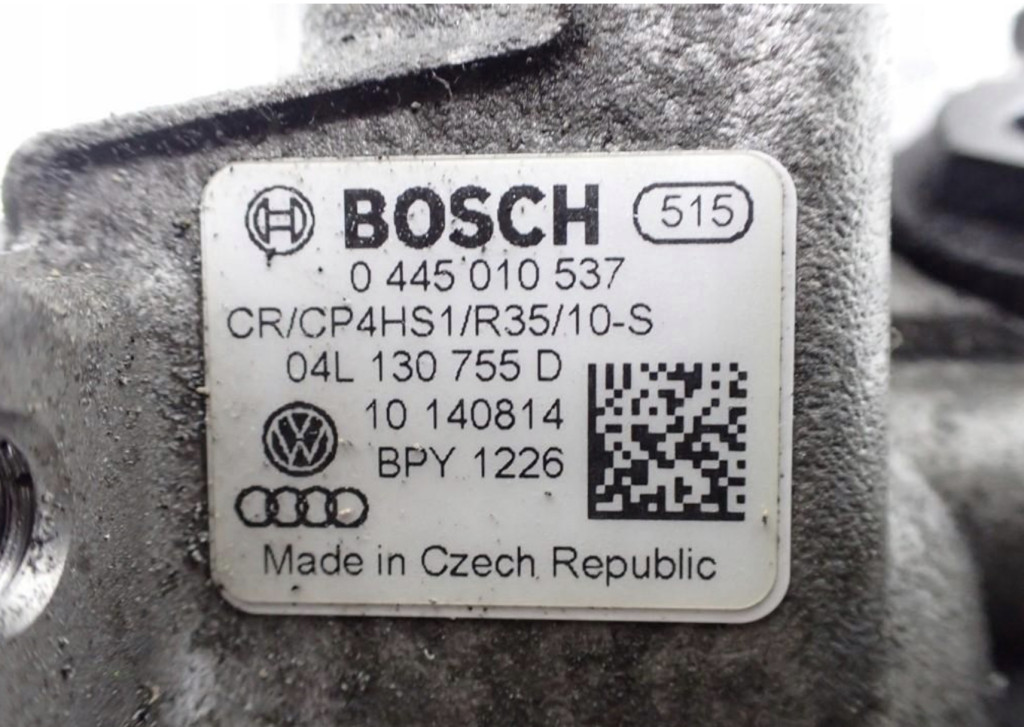 BOSCH 515
0 445 010 537
CR/CP4HS1/R35/10-S
04L 130 755 D
10 140814
BPY 1226
Made in Czech Republic